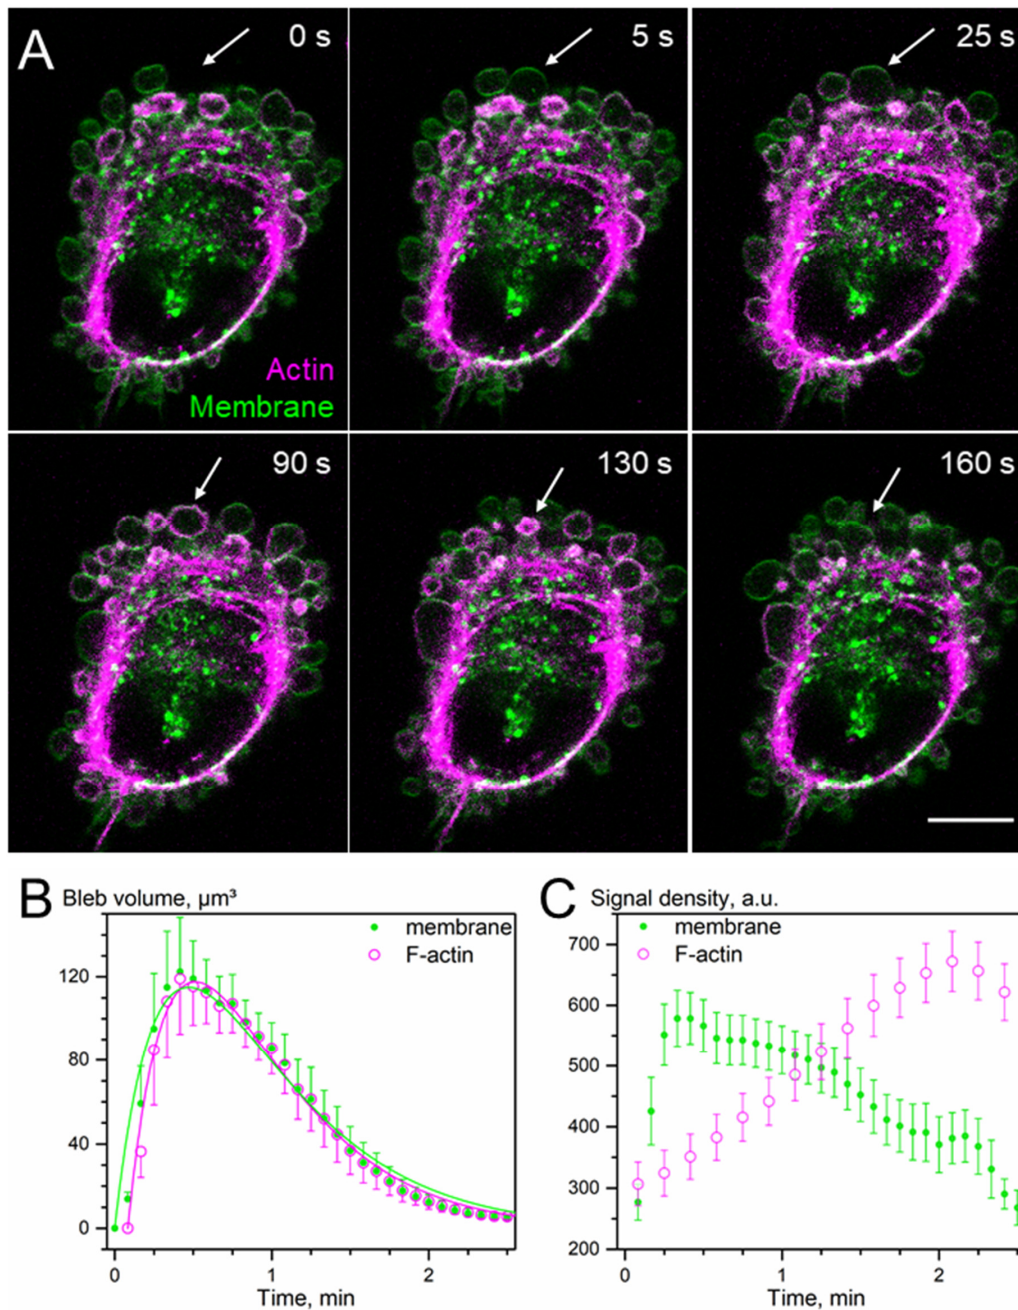 A
0 s
5 s
25 s
Actin
Membrane
90 s
130 s
160 s
B
Bleb volume, µm³
membrane
F-actin
120
80
40
0
0
1
2
Time, min
C
Signal density, a.u.
membrane
F-actin
700
600
500
400
300
200
0
1
2
Time, min